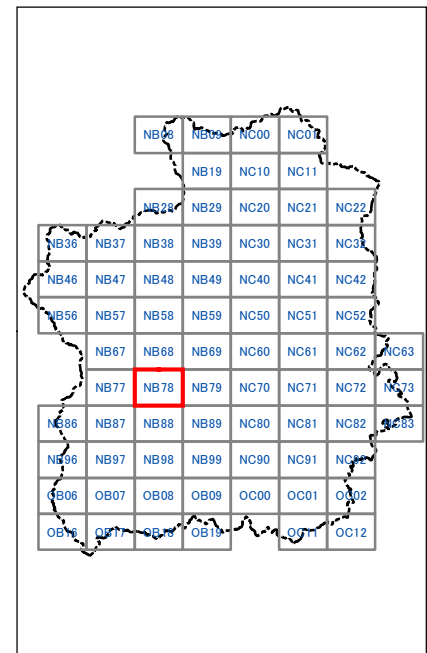 NB08 NB09 NC00 NC01
NB19 NC10 NC11
NB28 NB29 NC20 NC21 NC22
NB36 NB37 NB38 NB39 NC30 NC31 NC32
NB46 NB47 NB48 NB49 NC40 NC41 NC42
NB56 NB57 NB58 NB59 NC50 NC51 NC52
NB67 NB68 NB69 NC60 NC61 NC62 NC63
NB77 NB78 NB79 NC70 NC71 NC72 NC73
NB86 NB87 NB88 NB89 NC80 NC81 NC82 NC83
NB96 NB97 NB98 NB99 NC90 NC91 NC92
OB06 OB07 OB08 OB09 OC00 OC01 OC02
OB16 OB17 OB18 OB19 OC11 OC12